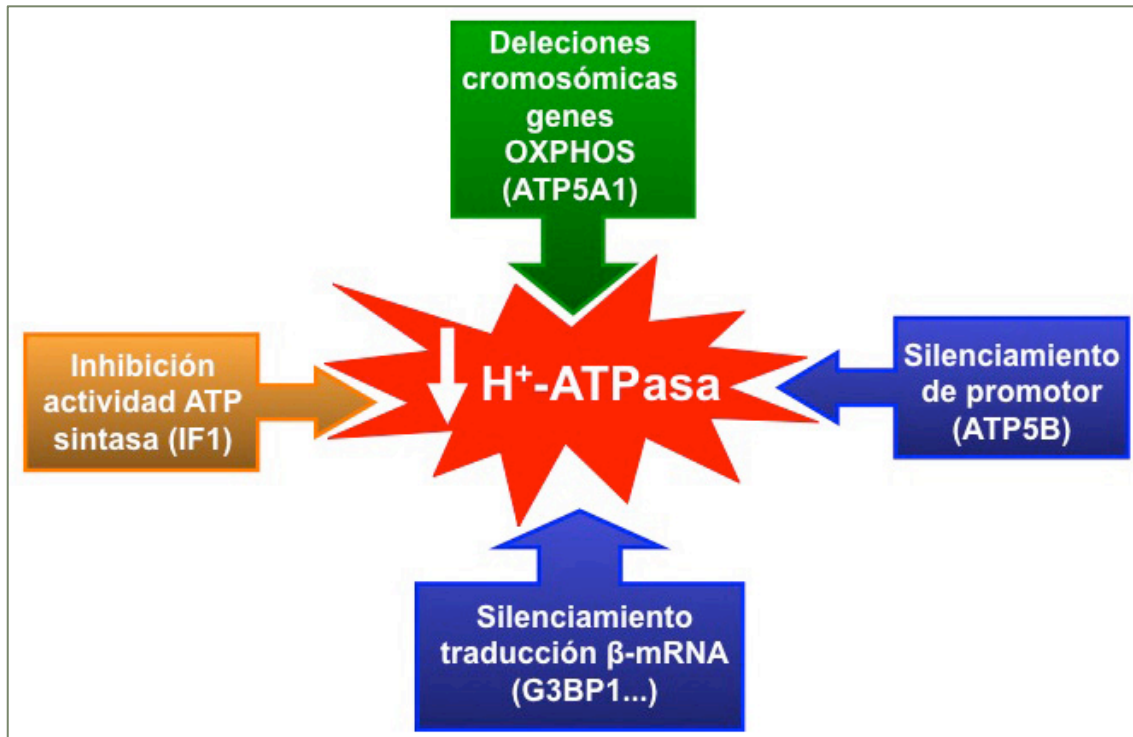 Deleciones
cromosómicas
genes
OXPHOS
(ATP5A1)
Inhibición
actividad ATP
sintasa (IF1)
H⁺-ATPasa
Silenciamiento
de promotor
(ATP5B)
Silenciamiento
traducción β-mRNA
(G3BP1...)